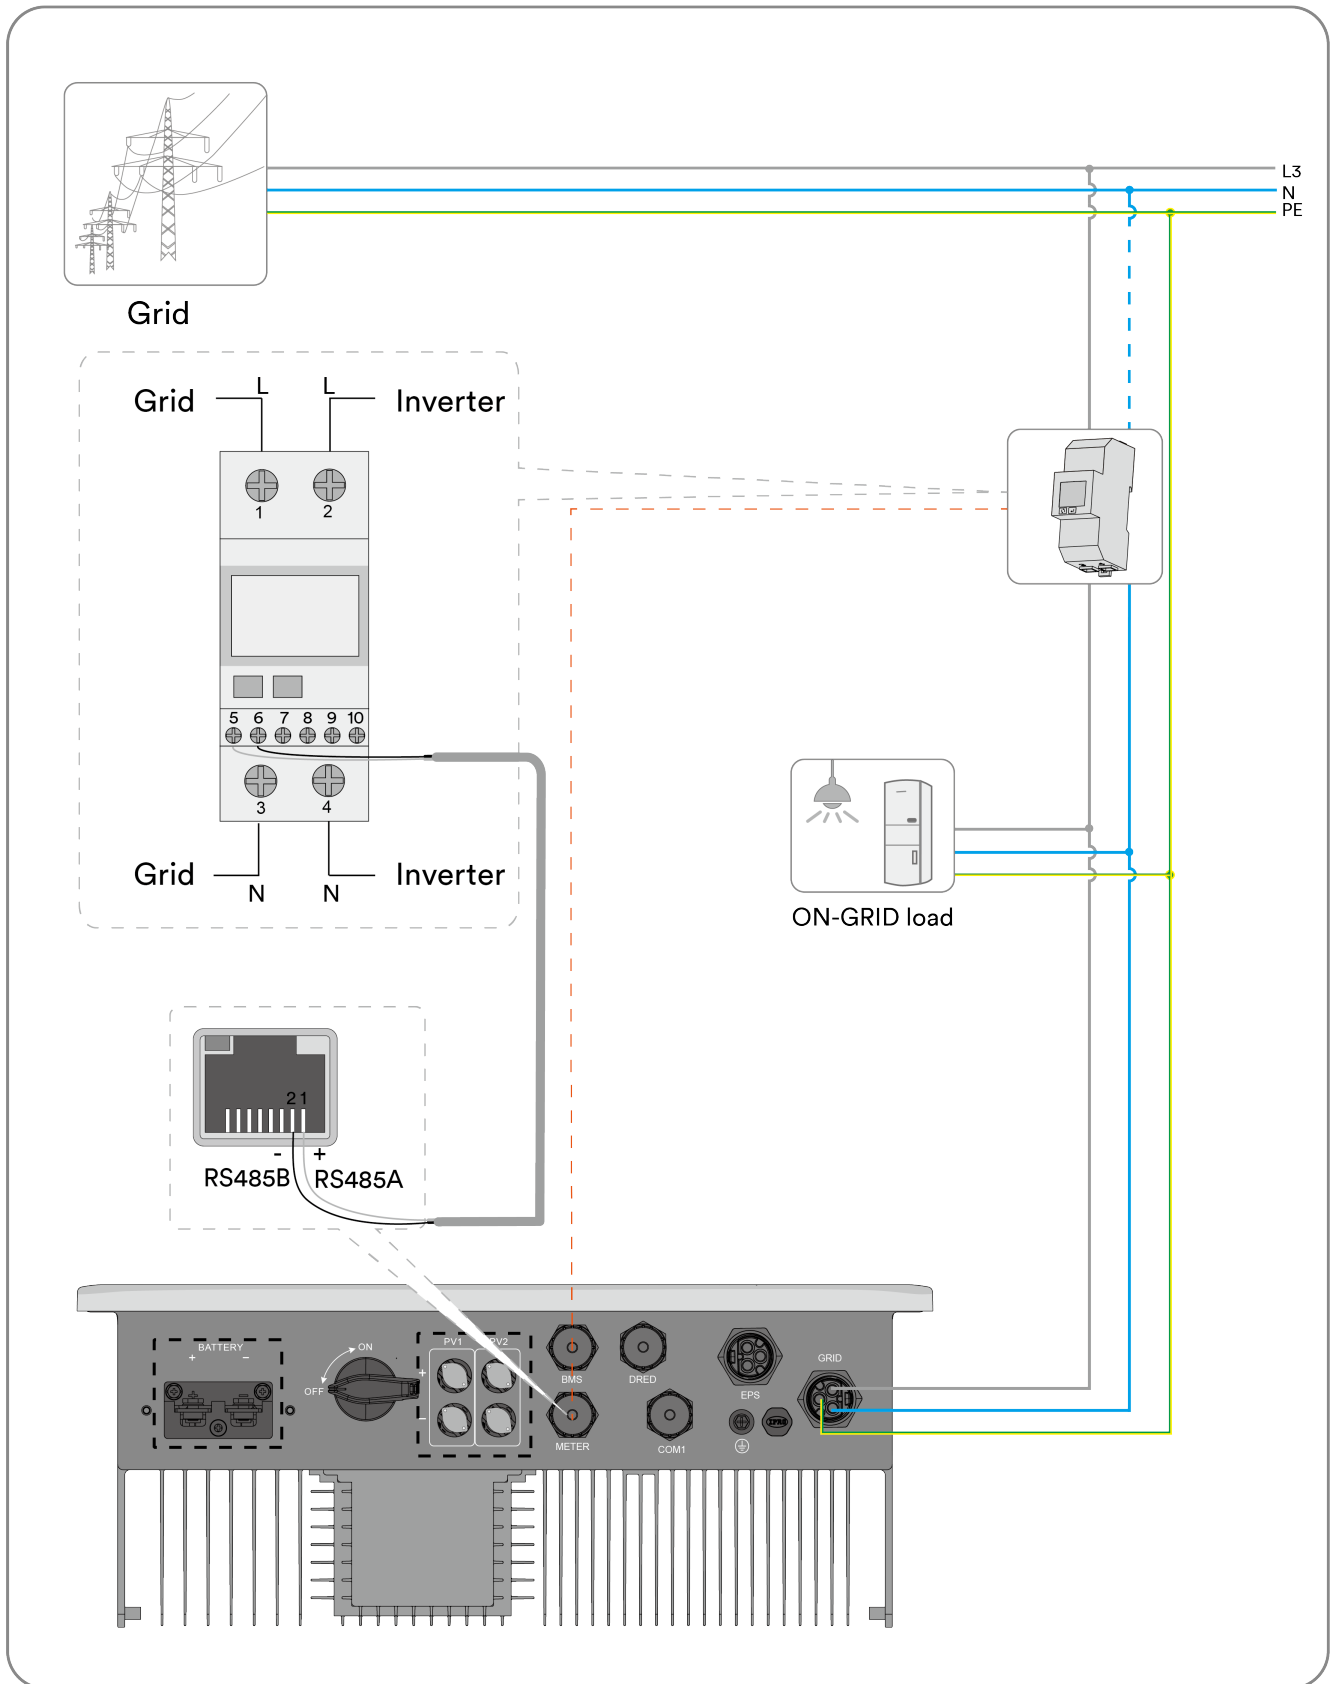 L3
N
PE
Grid
L L
Grid Inverter
1 2
5 6 7 8 9 10
3 4
Grid Inverter
N N
ON-GRID load
2 1
- +
RS485B RS485A
BATTERY
+ −
ON
OFF
PV1 PV2
+
−
BMS
DRED
METER
COM1
EPS
GRID